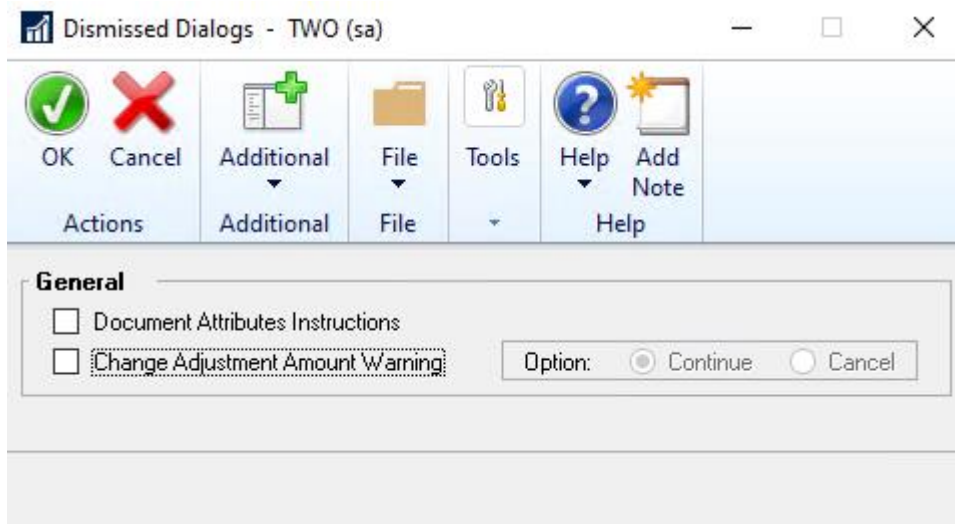 Dismissed Dialogs - TWO (sa)
OK Cancel Additional File Tools Help Add Note
Actions Additional File Help
General
Document Attributes Instructions
Change Adjustment Amount Warning Option: Continue Cancel